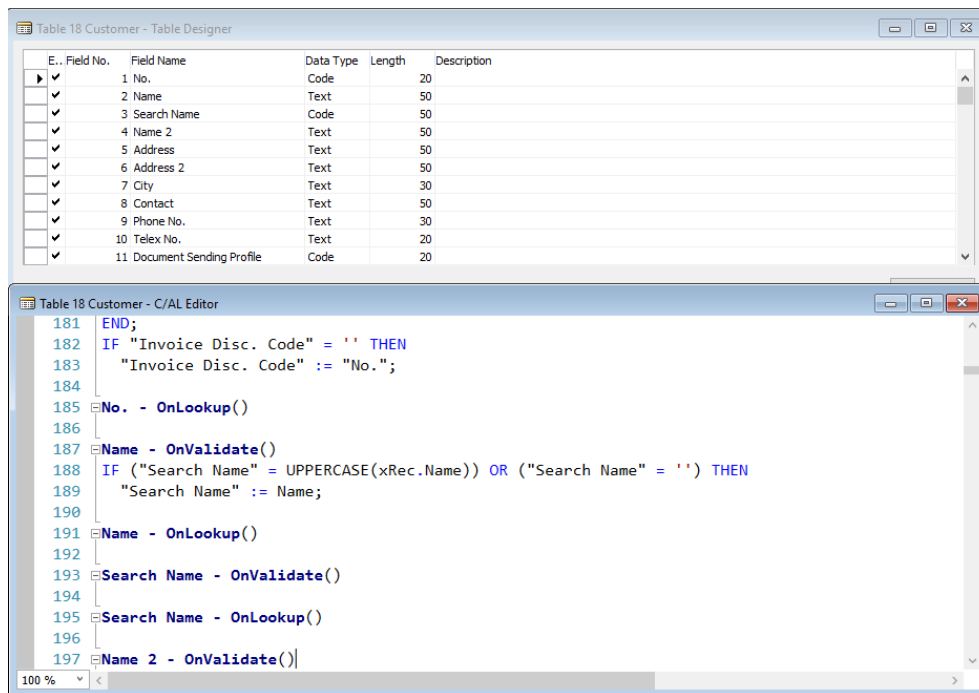 Table 18 Customer - Table Designer
E.. Field No. Field Name Data Type Length Description
1 No. Code 20
2 Name Text 50
3 Search Name Code 50
4 Name 2 Text 50
5 Address Text 50
6 Address 2 Text 50
7 City Text 30
8 Contact Text 50
9 Phone No. Text 30
10 Telex No. Text 20
11 Document Sending Profile Code 20
Table 18 Customer - C/AL Editor
181 END;
182 IF "Invoice Disc. Code" = '' THEN
183 "Invoice Disc. Code" := "No.";
184
185 No. - OnLookup()
186
187 Name - OnValidate()
188 IF ("Search Name" = UPPERCASE(xRec.Name)) OR ("Search Name" = '') THEN
189 "Search Name" := Name;
190
191 Name - OnLookup()
192
193 Search Name - OnValidate()
194
195 Search Name - OnLookup()
196
197 Name 2 - OnValidate()
100 %